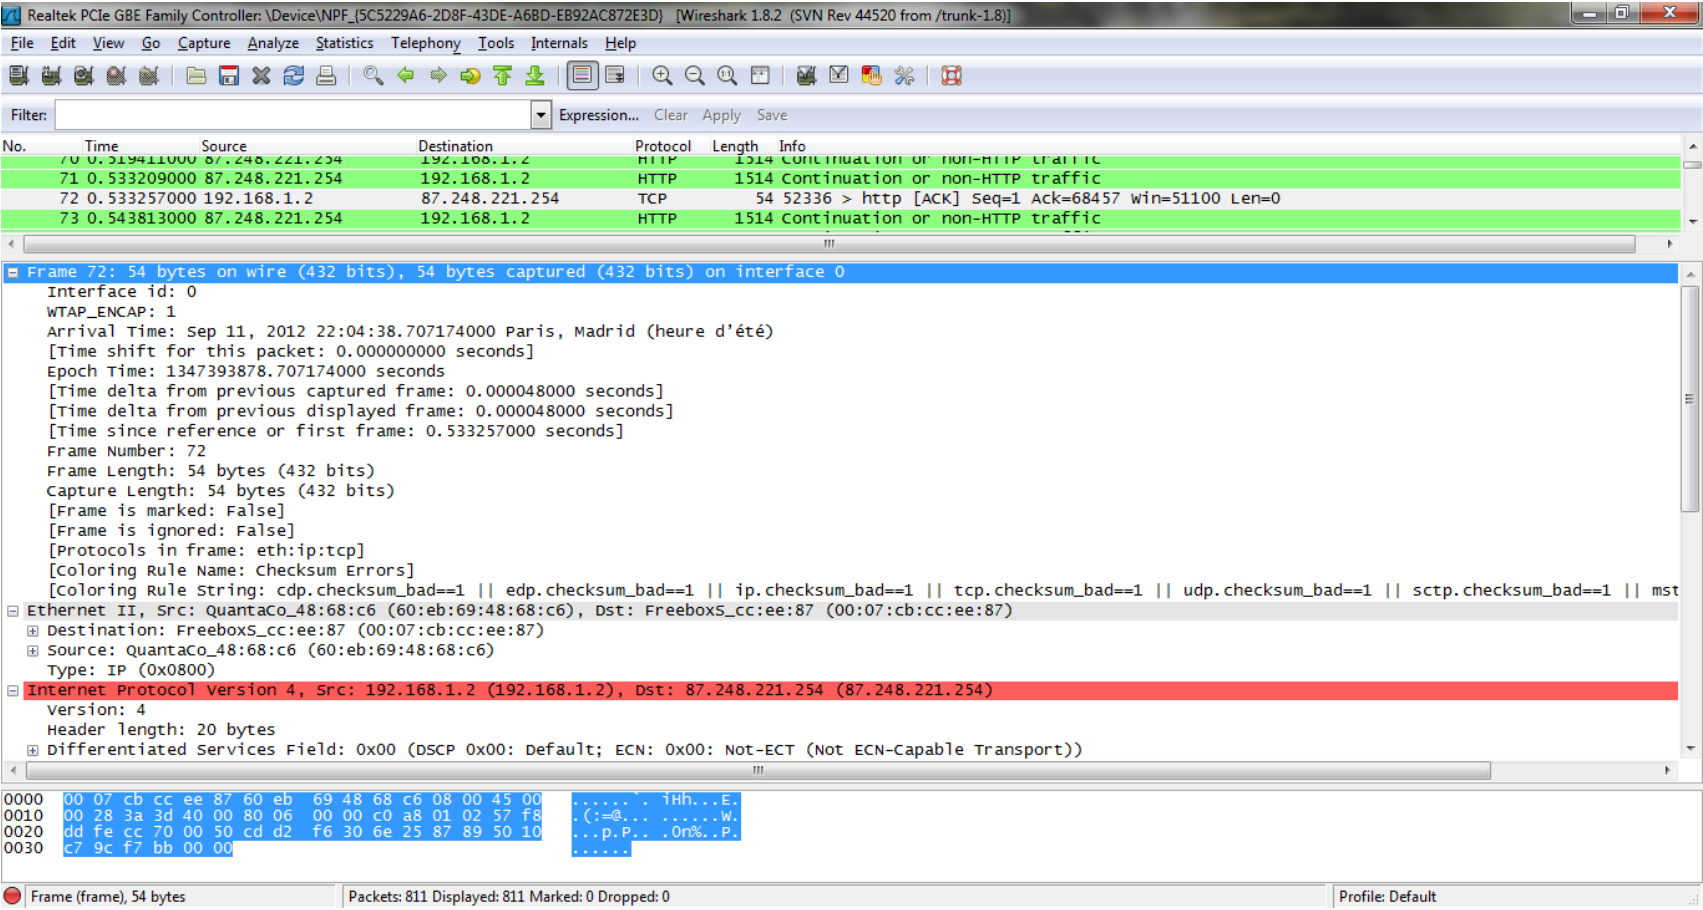 Realtek PCIe GBE Family Controller: \Device\NPF_{5C5229A6-2D8F-43DE-A6BD-EB92AC872E3D} [Wireshark 1.8.2 (SVN Rev 44520 from /trunk-1.8)]
File Edit View Go Capture Analyze Statistics Telephony Tools Internals Help
Filter: Expression... Clear Apply Save
No. Time Source Destination Protocol Length Info
70 0.519411000 87.248.221.254 192.168.1.2 HTTP 1514 Continuation or non-HTTP traffic
71 0.533209000 87.248.221.254 192.168.1.2 HTTP 1514 Continuation or non-HTTP traffic
72 0.533257000 192.168.1.2 87.248.221.254 TCP 54 52336 > http [ACK] Seq=1 Ack=68457 Win=51100 Len=0
73 0.543813000 87.248.221.254 192.168.1.2 HTTP 1514 Continuation or non-HTTP traffic
Frame 72: 54 bytes on wire (432 bits), 54 bytes captured (432 bits) on interface 0
Interface id: 0
WTAP_ENCAP: 1
Arrival Time: Sep 11, 2012 22:04:38.707174000 Paris, Madrid (heure d'été)
[Time shift for this packet: 0.000000000 seconds]
Epoch Time: 1347393878.707174000 seconds
[Time delta from previous captured frame: 0.000048000 seconds]
[Time delta from previous displayed frame: 0.000048000 seconds]
[Time since reference or first frame: 0.533257000 seconds]
Frame Number: 72
Frame Length: 54 bytes (432 bits)
Capture Length: 54 bytes (432 bits)
[Frame is marked: False]
[Frame is ignored: False]
[Protocols in frame: eth:ip:tcp]
[Coloring Rule Name: Checksum Errors]
[Coloring Rule String: cdp.checksum_bad==1 || edp.checksum_bad==1 || ip.checksum_bad==1 || tcp.checksum_bad==1 || udp.checksum_bad==1 || sctp.checksum_bad==1 || mst
Ethernet II, Src: QuantaCo_48:68:c6 (60:eb:69:48:68:c6), Dst: FreeboxS_cc:ee:87 (00:07:cb:cc:ee:87)
Destination: FreeboxS_cc:ee:87 (00:07:cb:cc:ee:87)
Source: QuantaCo_48:68:c6 (60:eb:69:48:68:c6)
Type: IP (0x0800)
Internet Protocol Version 4, Src: 192.168.1.2 (192.168.1.2), Dst: 87.248.221.254 (87.248.221.254)
Version: 4
Header length: 20 bytes
Differentiated Services Field: 0x00 (DSCP 0x00: Default; ECN: 0x00: Not-ECT (Not ECN-Capable Transport))
0000 00 07 cb cc ee 87 60 eb 69 48 68 c6 08 00 45 00 ......`. iHh...E.
0010 00 28 3a 3d 40 00 80 06 00 00 c0 a8 01 02 57 f8 .(:=@... ......W.
0020 dd fe cc 70 00 50 cd d2 f6 30 6e 25 87 89 50 10 ...p.P.. .0n%..P.
0030 c7 9c f7 bb 00 00 ......
Frame (frame), 54 bytes Packets: 811 Displayed: 811 Marked: 0 Dropped: 0 Profile: Default